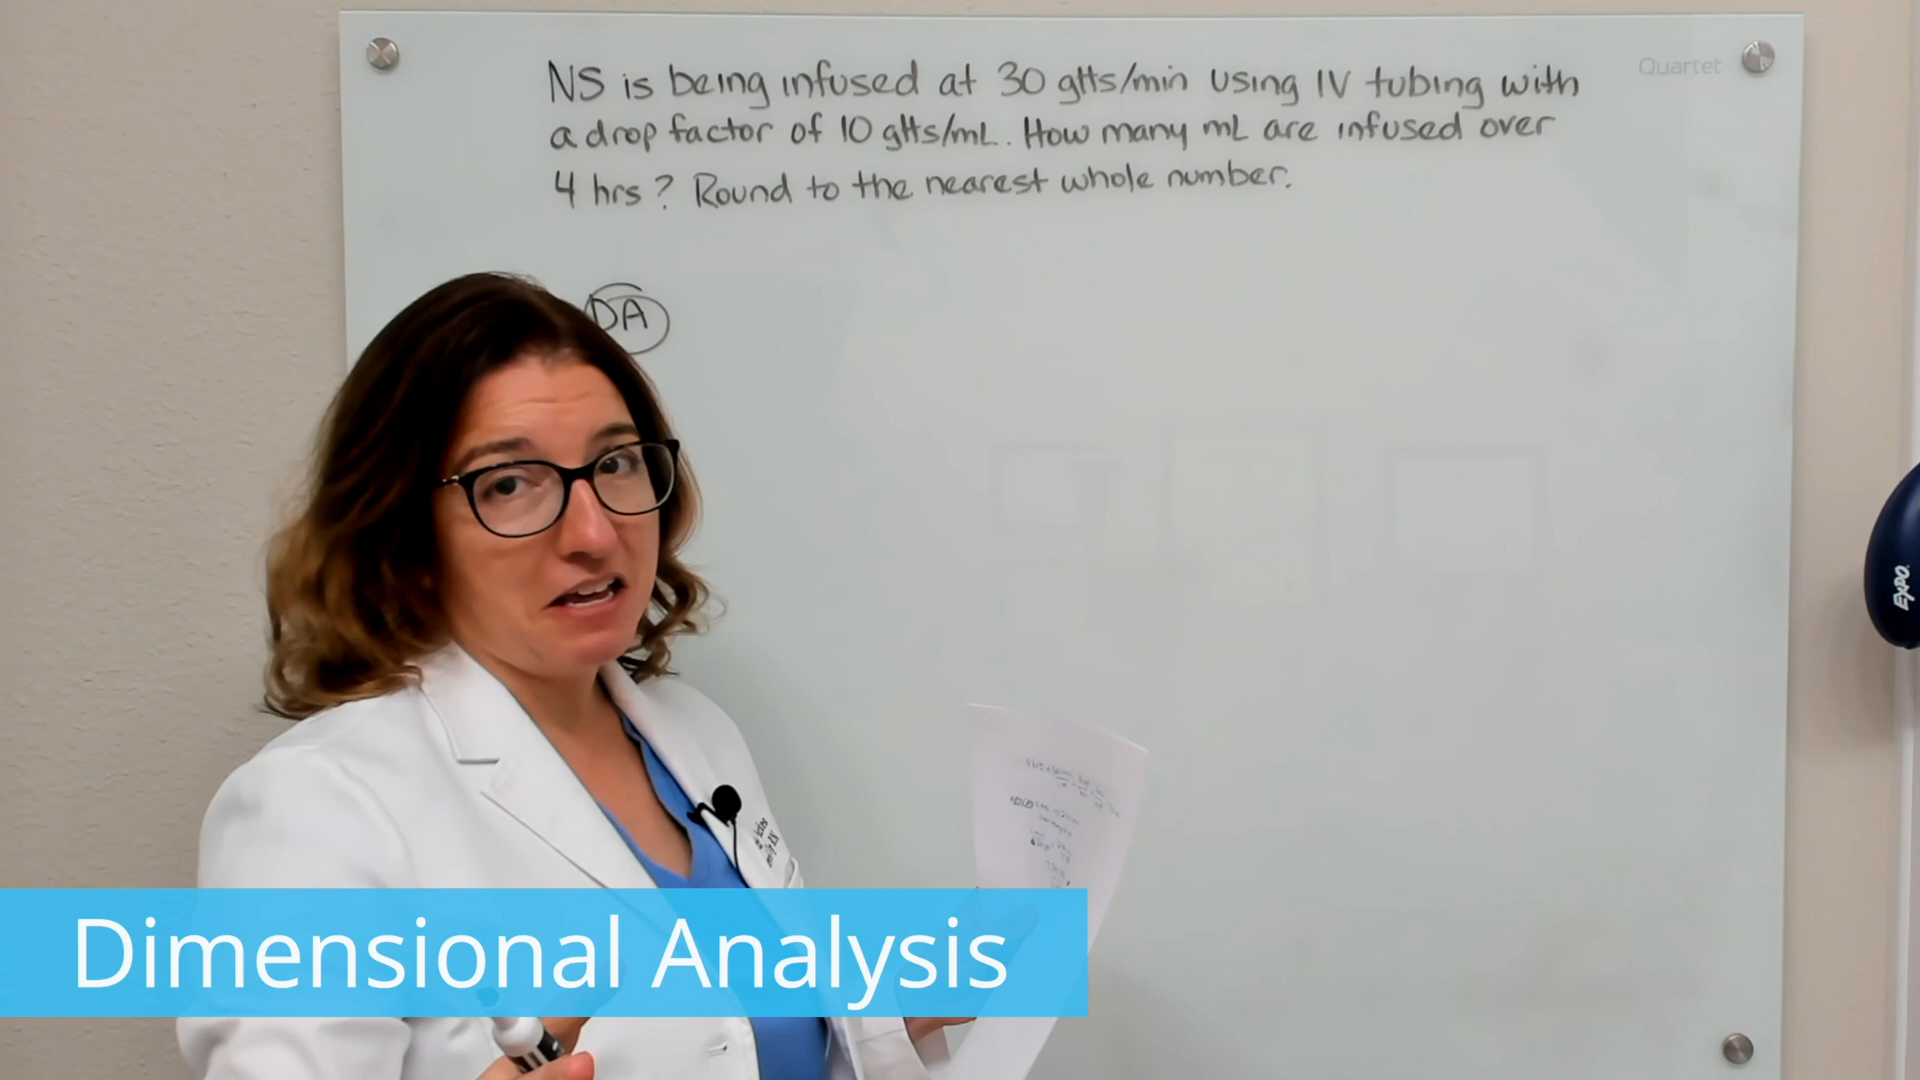 Quartet
NS is being infused at 30 gtts/min using IV tubing with
a drop factor of 10 gtts/mL. How many mL are infused over
4 hrs? Round to the nearest whole number.
DA
EXPO
Dimensional Analysis